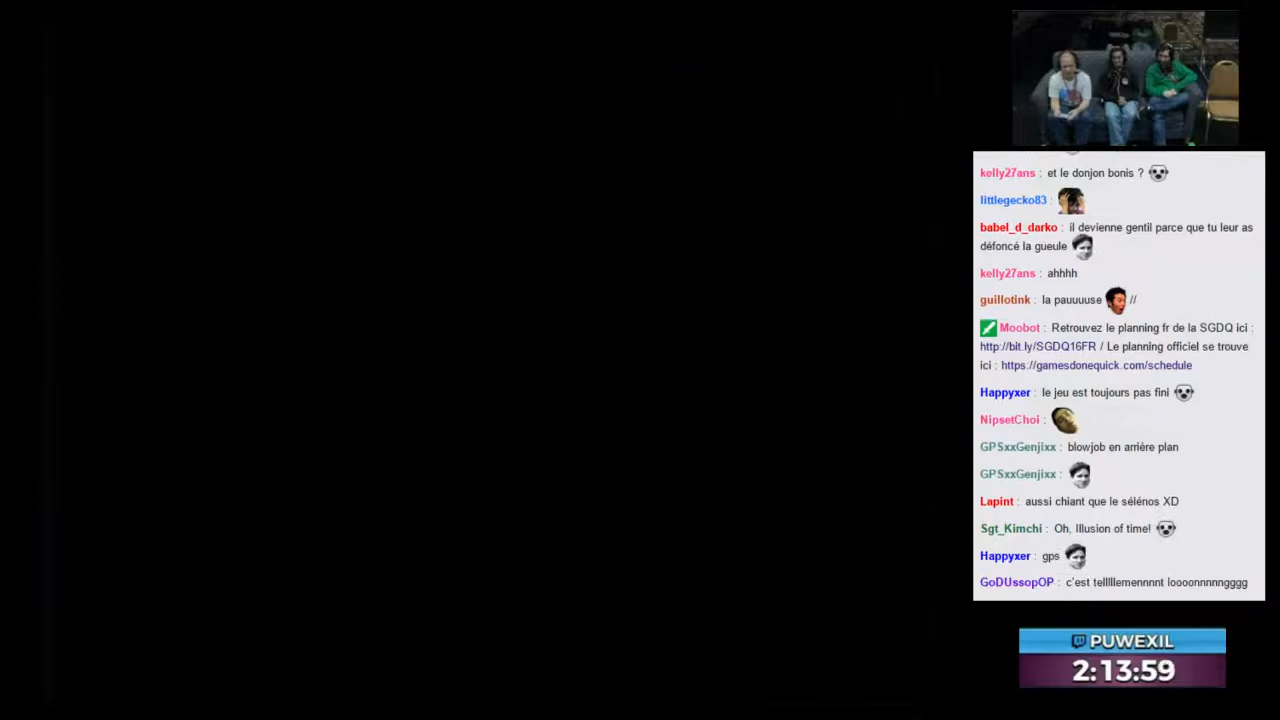 kelly27ans : et le donjon bonis ?
littlegecko83 :
babel_d_darko : il devienne gentil parce que tu leur as
défoncé la gueule
kelly27ans : ahhhh
guillotink : la pauuuuse //
Moobot : Retrouvez le planning fr de la SGDQ ici :
http://bit.ly/SGDQ16FR / Le planning officiel se trouve
ici : https://gamesdonequick.com/schedule
Happyxer : le jeu est toujours pas fini
NipsetChoi :
GPSxxGenjixx : blowjob en arrière plan
GPSxxGenjixx :
Lapint : aussi chiant que le sélénos XD
Sgt_Kimchi : Oh, Illusion of time!
Happyxer : gps
GoDUssopOP : c'est telllllemennnnt loooonnnnngggg
PUWEXIL
2:13:59